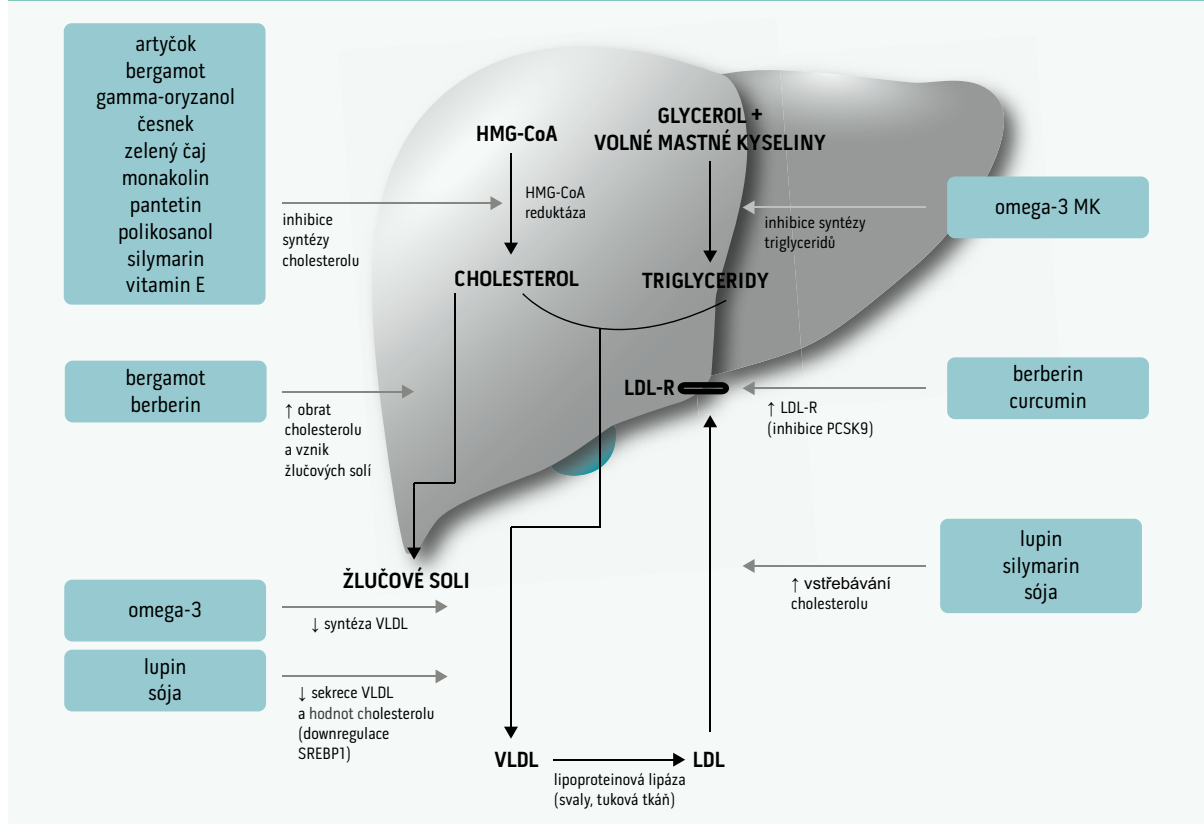 artyčok
bergamot
gamma-oryzanol
česnek
zelený čaj
monakolin
pantetin
polikosanol
silymarin
vitamin E
inhibice
syntézy
cholesterolu
HMG-CoA
HMG-CoA
reduktáza
CHOLESTEROL
GLYCEROL +
VOLNÉ MASTNÉ KYSELINY
TRIGLYCERIDY
inhibice syntézy
triglyceridů
omega-3 MK
bergamot
berberin
↑ obrat
cholesterolu
a vznik
žlučových solí
LDL-R
↑ LDL-R
(inhibice PCSK9)
berberin
curcumin
ŽLUČOVÉ SOLI
↑ vstřebávání
cholesterolu
lupin
silymarin
sója
omega-3
↓ syntéza VLDL
lupin
sója
↓ sekrece VLDL
a hodnot cholesterolu
(downregulace
SREBP1)
VLDL
lipoproteinová lipáza
(svaly, tuková tkáň)
LDL